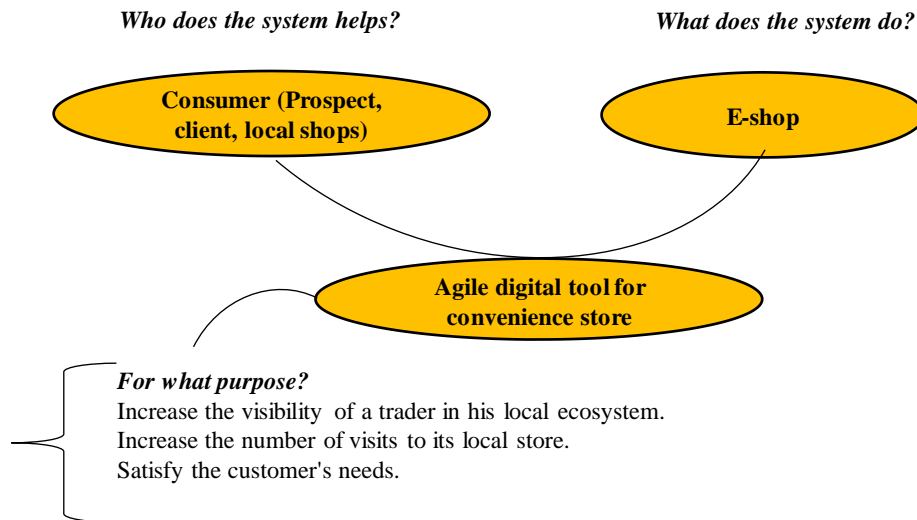 Who does the system helps?
What does the system do?
Consumer (Prospect,
client, local shops)
E-shop
Agile digital tool for
convenience store
For what purpose?
Increase the visibility of a trader in his local ecosystem.
Increase the number of visits to its local store.
Satisfy the customer's needs.